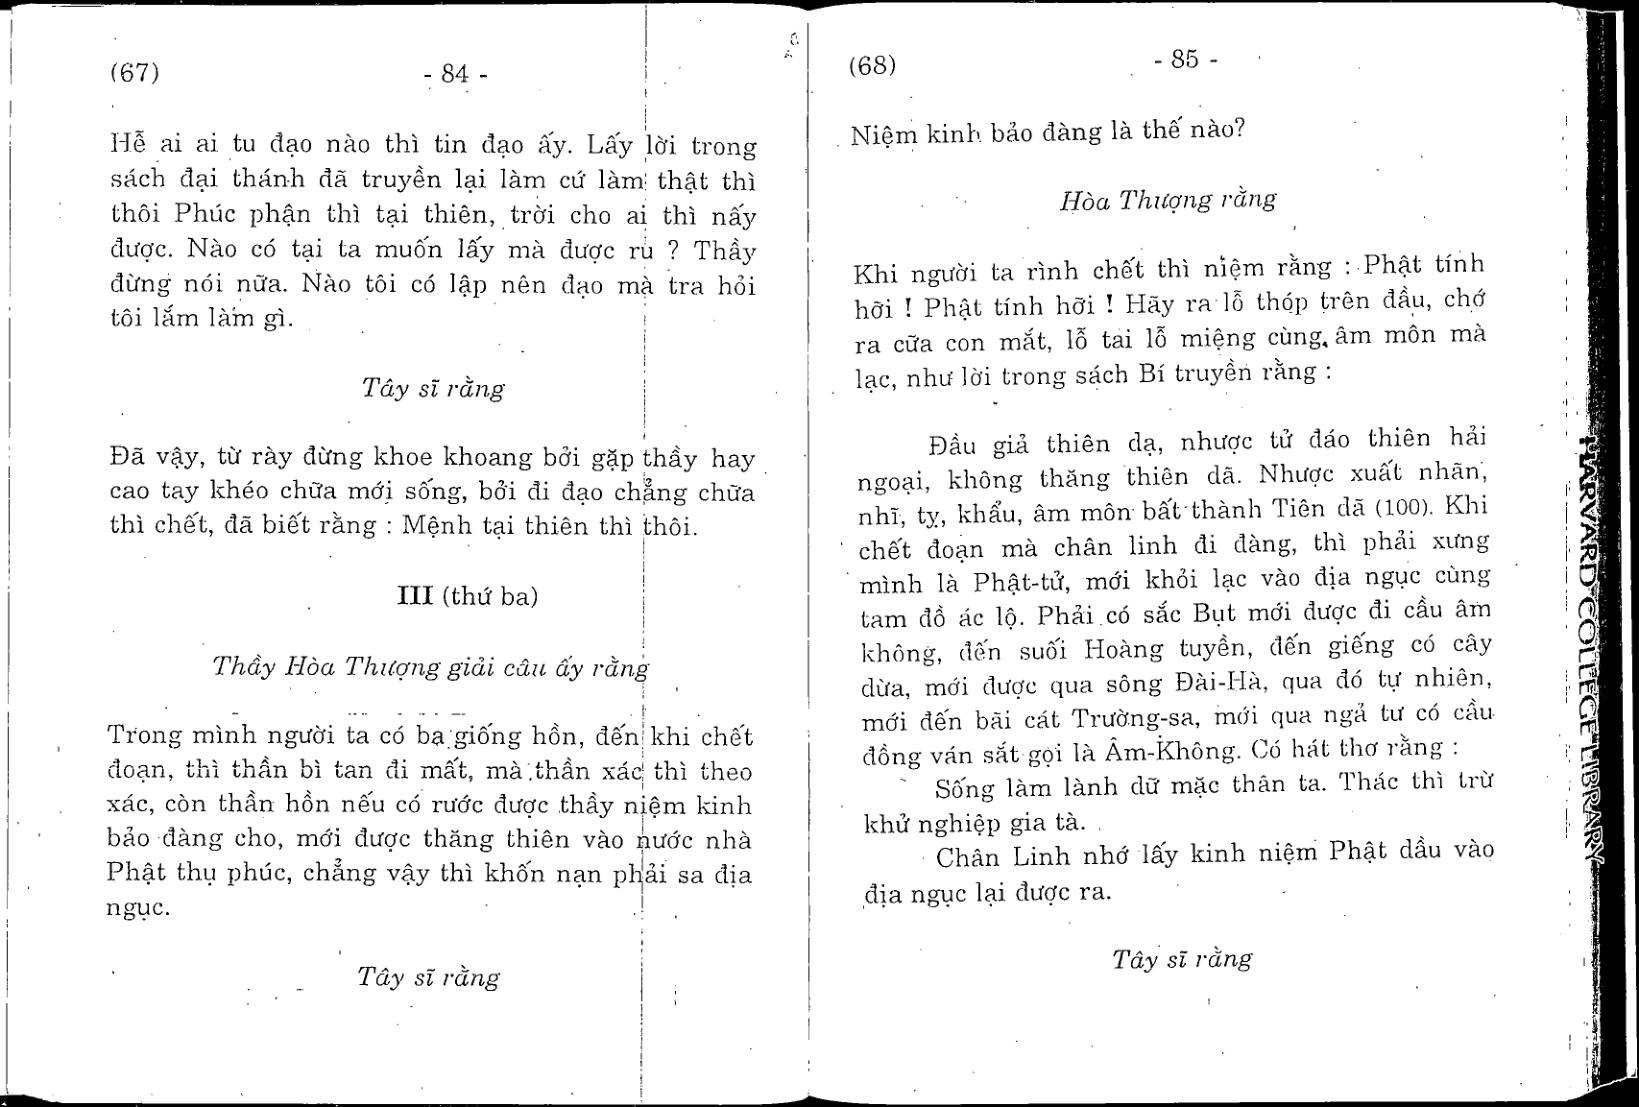 (67)
- 84 -
Hễ ai ai tu đạo nào thì tin đạo ấy. Lấy lời trong
sách đại thánh đã truyền lại làm cứ làm thật thì
thôi Phúc phận thì tại thiên, trời cho ai thì nấy
được. Nào có tại ta muốn lấy mà được ru ? Thầy
đừng nói nữa. Nào tôi có lập nên đạo mà tra hỏi
tôi lắm làm gì.
Tây sĩ rằng
Đã vậy, từ rày đừng khoe khoang bởi gặp thầy hay
cao tay khéo chữa mới sống, bởi đi đạo chẳng chữa
thì chết, đã biết rằng : Mệnh tại thiên thì thôi.
III (thứ ba)
Thầy Hòa Thượng giải câu ấy rằng
Trong mình người ta có ba giống hồn, đến khi chết
đoạn, thì thần bì tan đi mất, mà thần xác thì theo
xác, còn thần hồn nếu có rước được thầy niệm kinh
bảo đàng cho, mới được thăng thiên vào nước nhà
Phật thụ phúc, chẳng vậy thì khốn nạn phải sa địa
ngục.
Tây sĩ rằng
(68)
- 85 -
Niệm kinh bảo đàng là thế nào?
Hòa Thượng rằng
Khi người ta rình chết thì niệm rằng : Phật tính
hỡi ! Phật tính hỡi ! Hãy ra lỗ thóp trên đầu, chớ
ra cữa con mắt, lỗ tai lỗ miệng cùng âm môn mà
lạc, như lời trong sách Bí truyền rằng :
Đầu giả thiên dạ, nhược tử đáo thiên hải
ngoại, không thăng thiên dã. Nhược xuất nhãn,
nhĩ, tỵ, khẩu, âm môn bất thành Tiên dã (100). Khi
chết đoạn mà chân linh đi đàng, thì phải xưng
mình là Phật-tử, mới khỏi lạc vào địa ngục cùng
tam đồ ác lộ. Phải có sắc Bụt mới được đi cầu âm
không, đến suối Hoàng tuyền, đến giếng có cây
dừa, mới được qua sông Đài-Hà, qua đó tự nhiên,
mới đến bãi cát Trường-sa, mới qua ngả tư có cầu
đồng ván sắt gọi là Âm-Không. Có hát thơ rằng :
Sống làm lành dữ mặc thân ta. Thác thì trừ
khử nghiệp gia tà.
Chân Linh nhớ lấy kinh niệm Phật dầu vào
địa ngục lại được ra.
Tây sĩ rằng
HARVARD COLLEGE LIBRARY